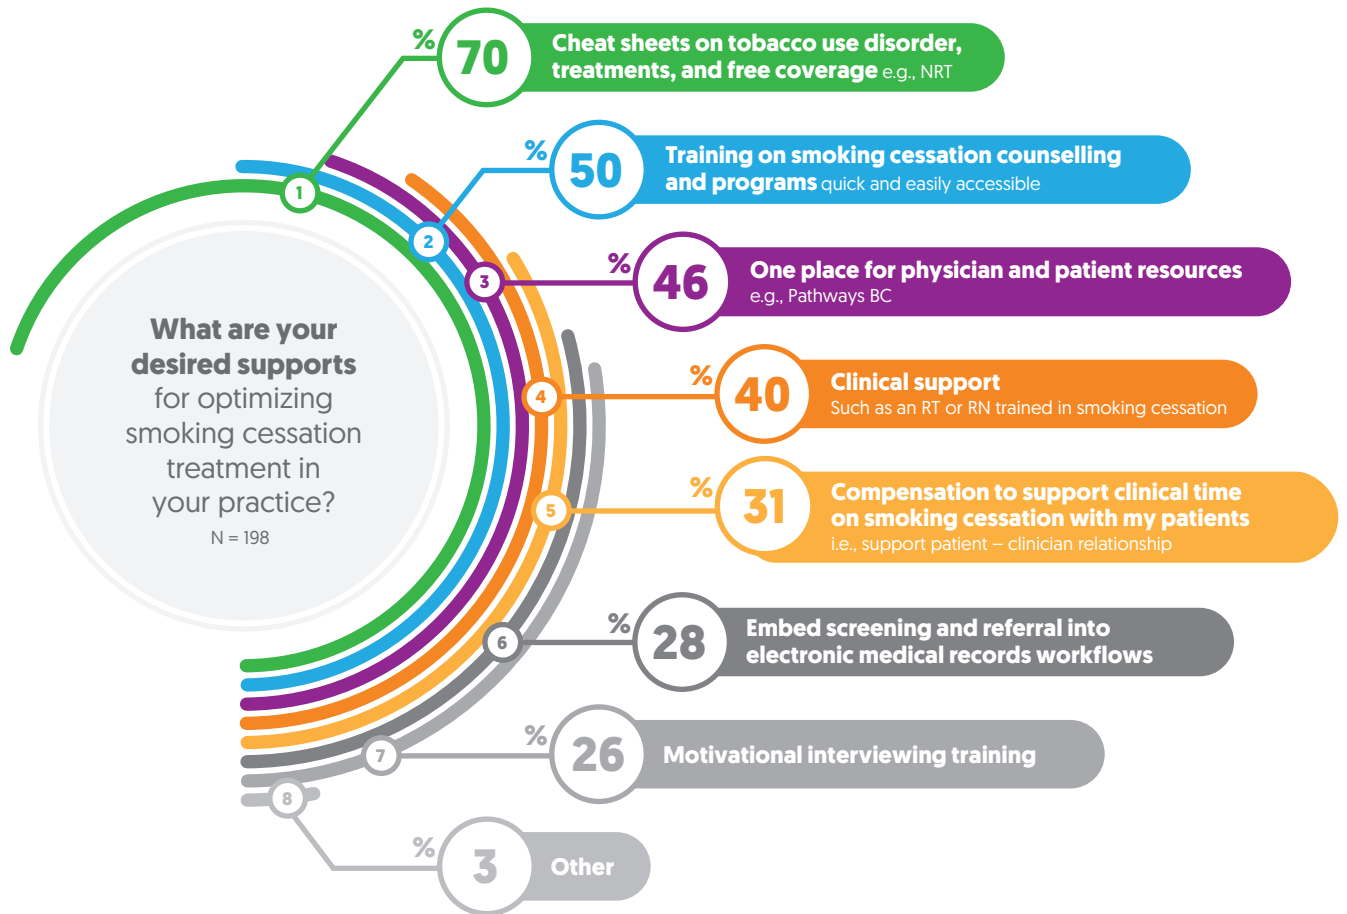 What are your
desired supports
for optimizing
smoking cessation
treatment in
your practice?
N = 198
1
% 70
Cheat sheets on tobacco use disorder,
treatments, and free coverage e.g., NRT
2
% 50
Training on smoking cessation counselling
and programs quick and easily accessible
3
% 46
One place for physician and patient resources
e.g., Pathways BC
4
% 40
Clinical support
Such as an RT or RN trained in smoking cessation
5
% 31
Compensation to support clinical time
on smoking cessation with my patients
i.e., support patient – clinician relationship
6
% 28
Embed screening and referral into
electronic medical records workflows
7
% 26
Motivational interviewing training
8
% 3
Other